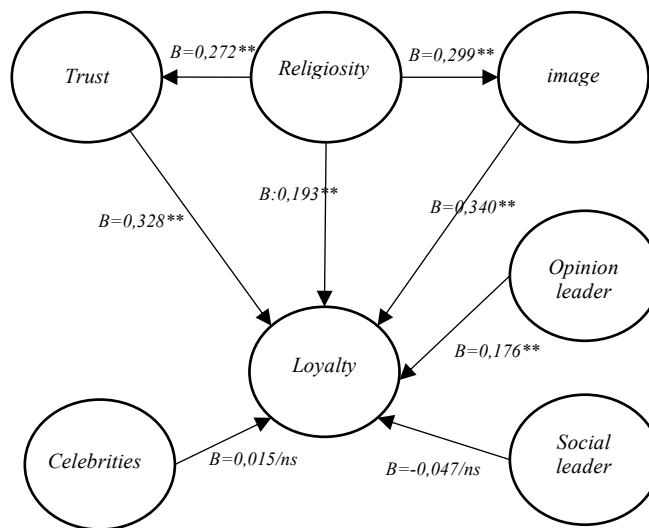 B=0,272**
B=0,299**
Trust
Religiosity
image
B=0,328**
B:0,193**
B=0,340**
Opinion
leader
Loyalty
B=0,176**
Celebrities
B=0,015/ns
B=-0,047/ns
Social
leader